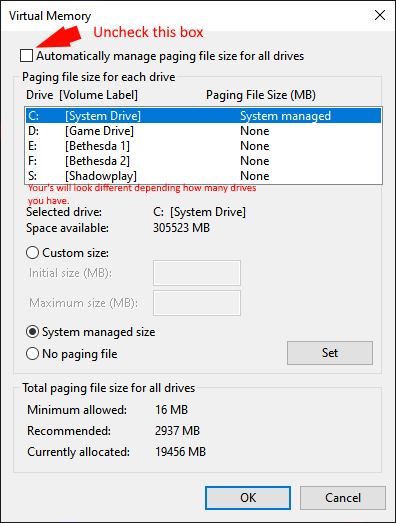 Virtual Memory
Uncheck this box
Automatically manage paging file size for all drives
Paging file size for each drive
Drive [Volume Label] Paging File Size (MB)
C: [System Drive] System managed
D: [Game Drive] None
E: [Bethesda 1] None
F: [Bethesda 2] None
S: [Shadowplay] None
Your's will look different depending how many drives
you have.
Selected drive: C: [System Drive]
Space available: 305523 MB
Custom size:
Initial size (MB):
Maximum size (MB):
System managed size
No paging file Set
Total paging file size for all drives
Minimum allowed: 16 MB
Recommended: 2937 MB
Currently allocated: 19456 MB
OK Cancel